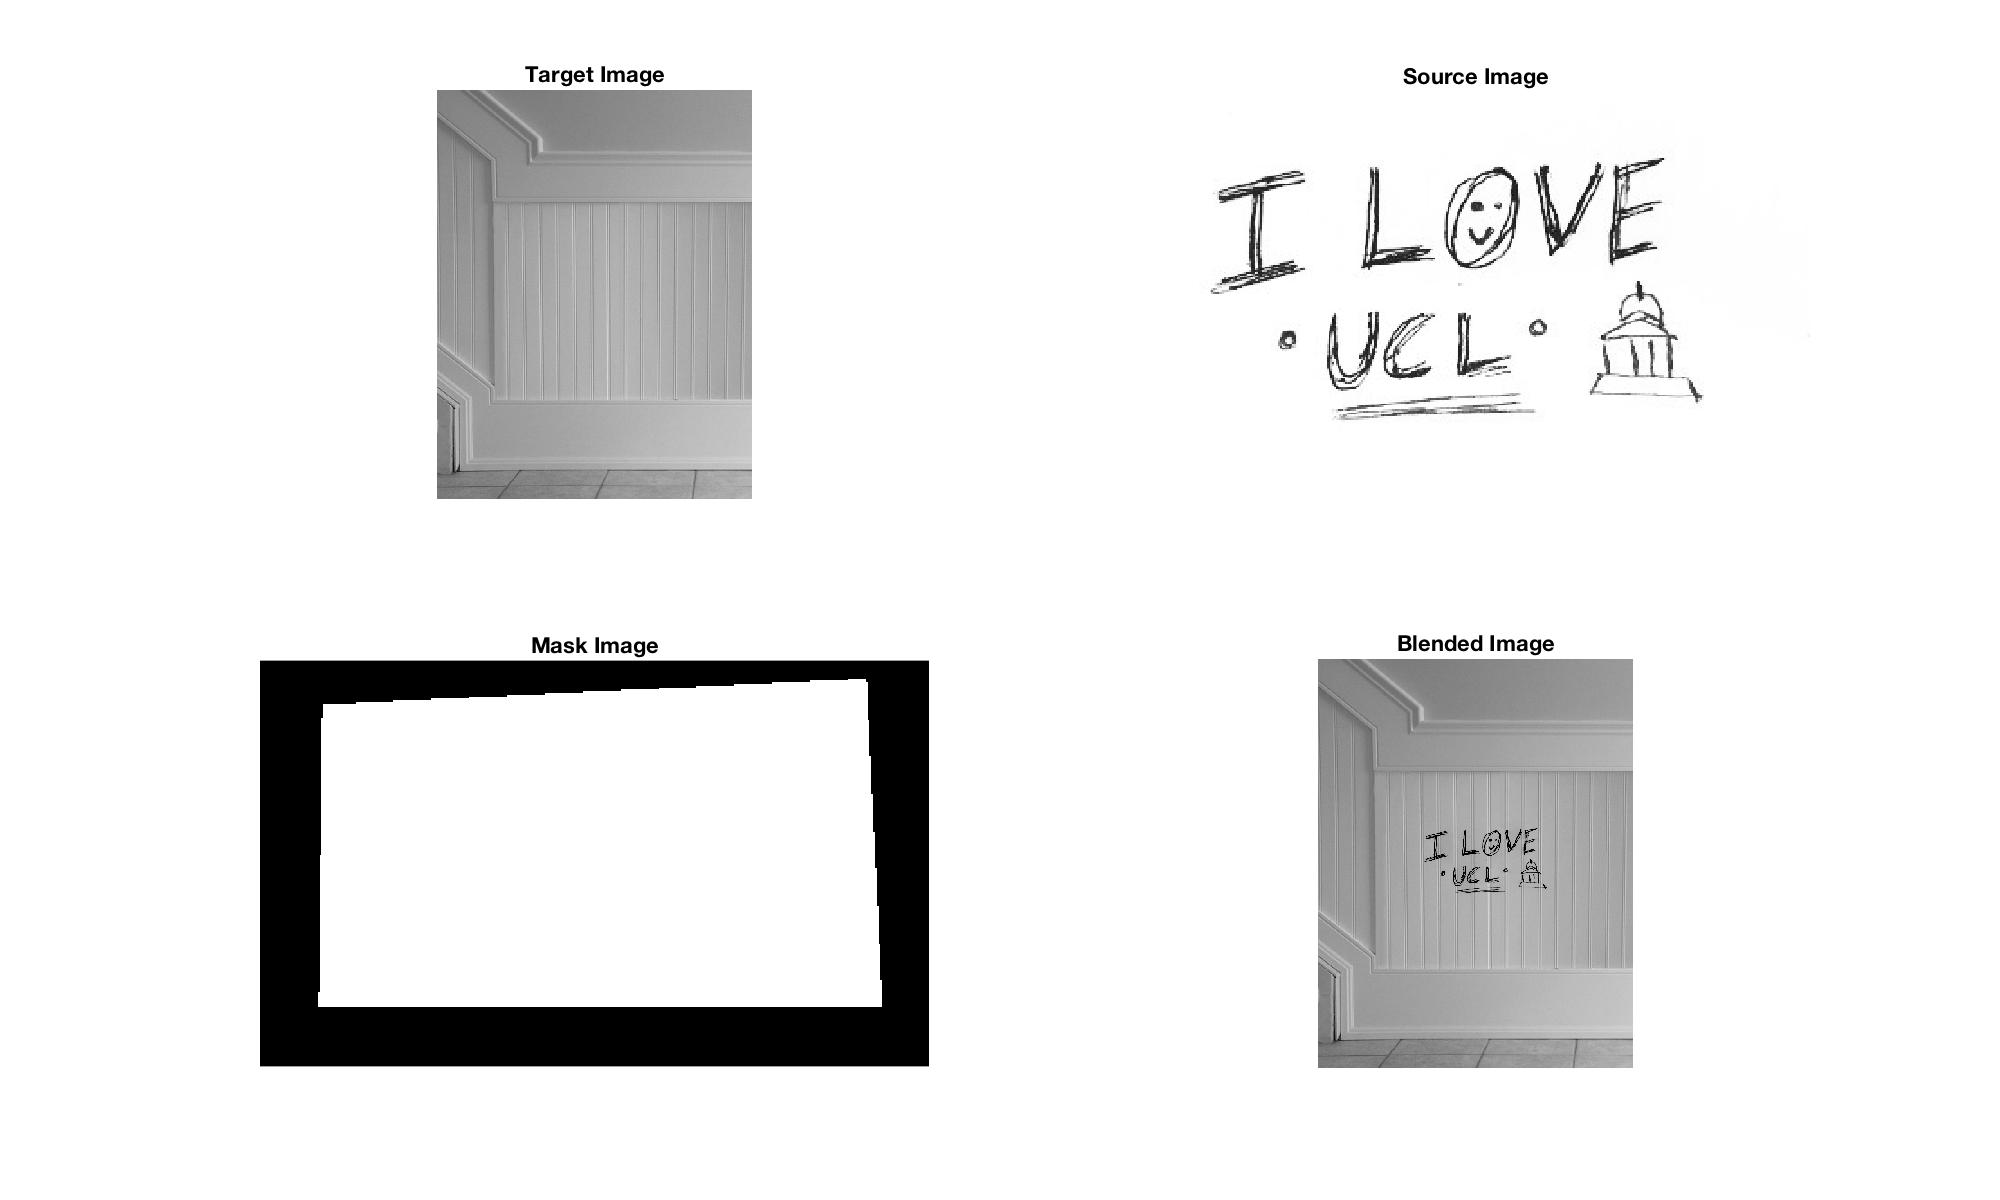 Target Image
Source Image
I LOVE
UCL
Mask Image
Blended Image
I LOVE
UCL